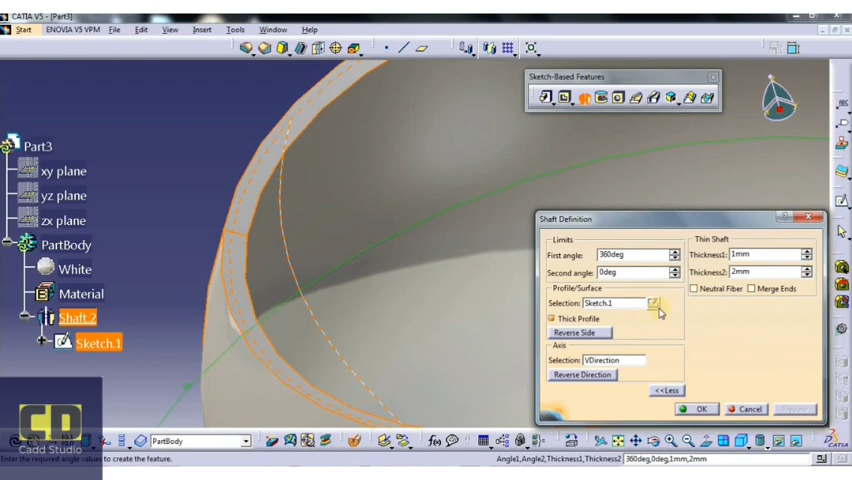 CATIA V5 - [Part3]
Start ENOVIA V5 VPM File Edit View Insert Tools Window Help
Sketch-Based Features
Part3
xy plane
yz plane
zx plane
PartBody
White
Material
Shaft.2
Sketch.1
Shaft Definition
Limits
First angle: 360deg
Second angle: 0deg
Profile/Surface
Selection: Sketch.1
Thick Profile
Reverse Side
Axis
Selection: VDirection
Reverse Direction
Thin Shaft
Thickness1: 1mm
Thickness2: 2mm
Neutral Fiber Merge Ends
<<Less
OK Cancel
CD
Cadd Studio
PartBody
CATIA
Enter the required angle values to create the feature.
Angle1,Angle2,Thickness1,Thickness2 360deg,0deg,1mm,2mm